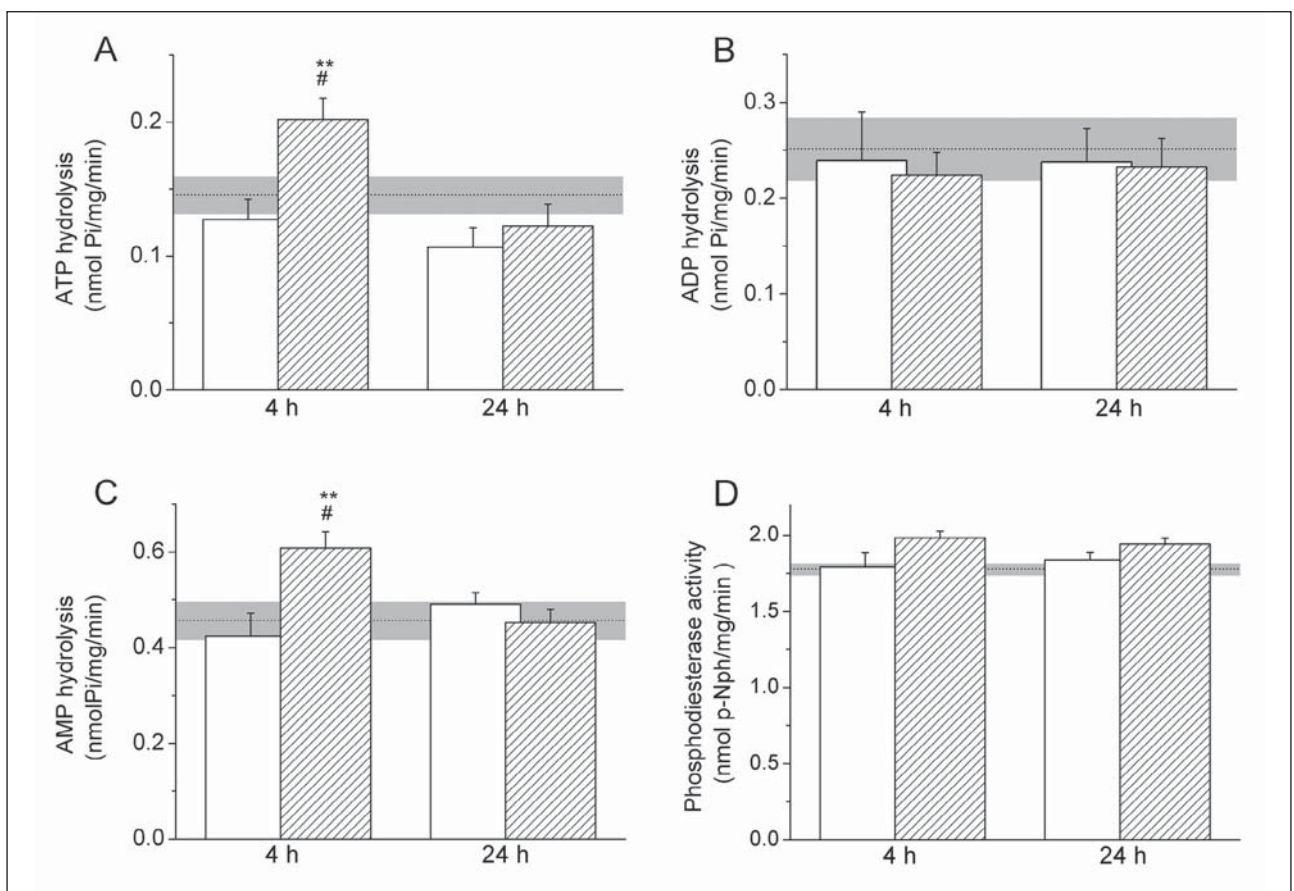 A
ATP hydrolysis
(nmol Pi/mg/min)
0.2
0.1
0.0
**
#
4 h
24 h
B
ADP hydrolysis
(nmol Pi/mg/min)
0.3
0.2
0.1
0.0
4 h
24 h
C
AMP hydrolysis
(nmolPi/mg/min)
0.6
0.4
0.2
0.0
**
#
4 h
24 h
D
Phosphodiesterase activity
(nmol p-Nph/mg/min )
2.0
1.5
1.0
0.5
0.0
4 h
24 h